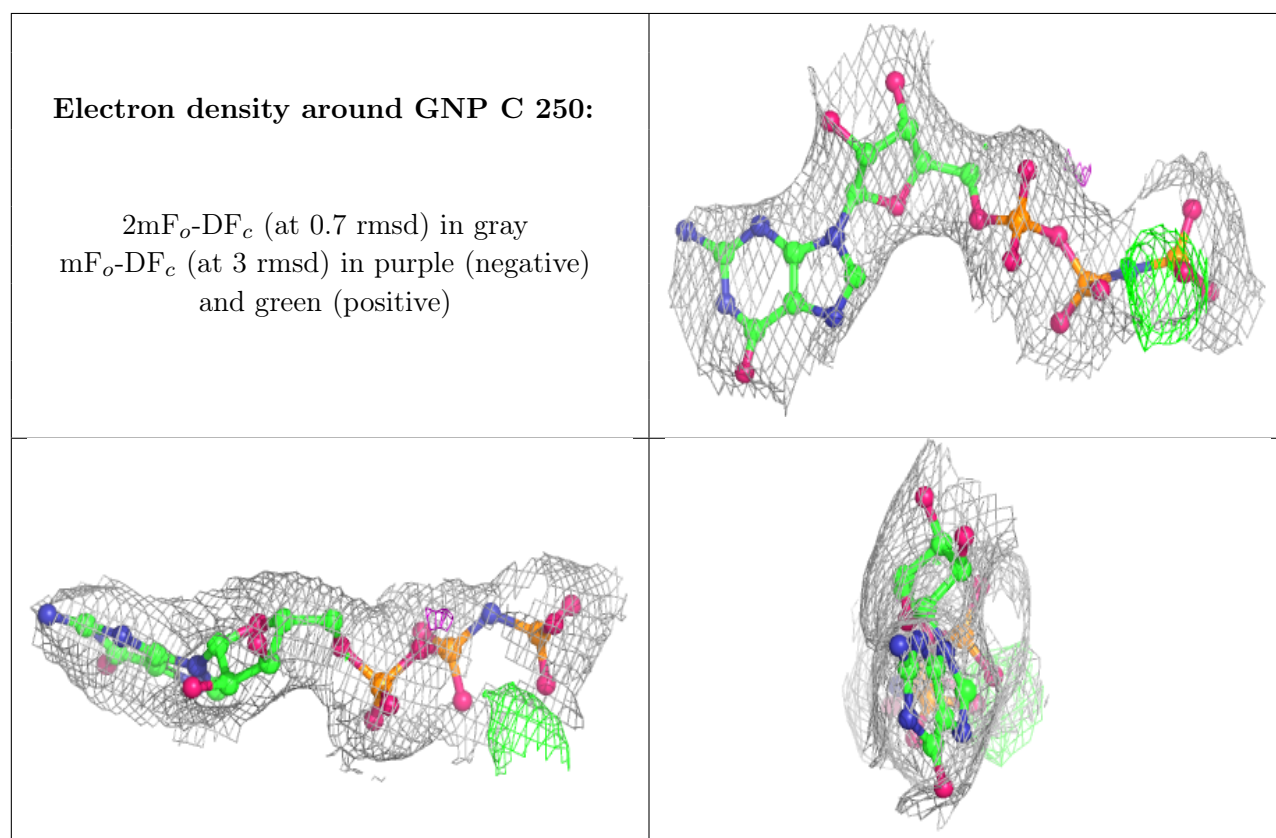 Electron density around GNP C 250:
2mFo-DFc (at 0.7 rmsd) in gray
mFo-DFc (at 3 rmsd) in purple (negative)
and green (positive)